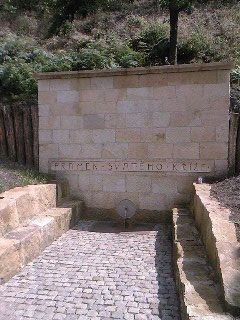 PRAMEN · SVATÉHO · KŘÍŽE